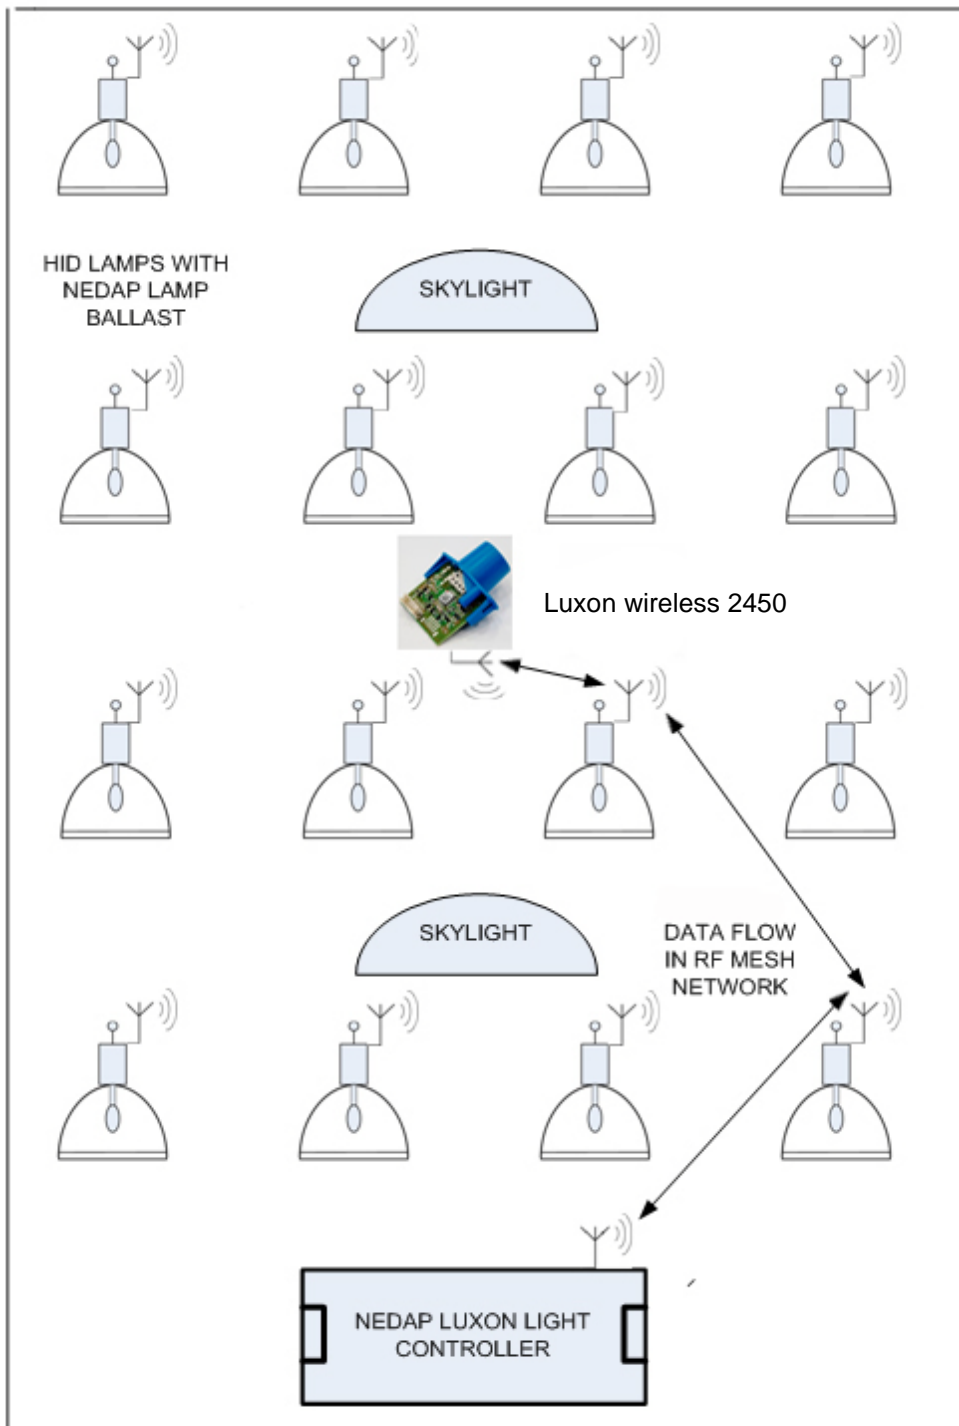 HID LAMPS WITH
NEDAP LAMP
BALLAST
SKYLIGHT
Luxon wireless 2450
SKYLIGHT
DATA FLOW
IN RF MESH
NETWORK
NEDAP LUXON LIGHT
CONTROLLER